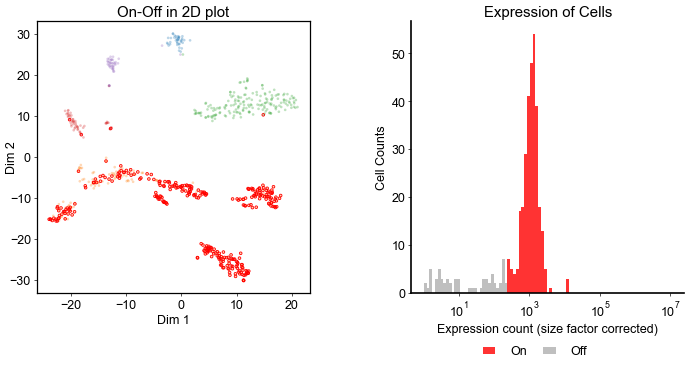 On-Off in 2D plot
30
20
10
0
−10
−20
−30
Dim 2
−20 −10 0 10 20
Dim 1
Expression of Cells
50
40
30
20
10
0
Cell Counts
10^1 10^3 10^5 10^7
Expression count (size factor corrected)
On Off